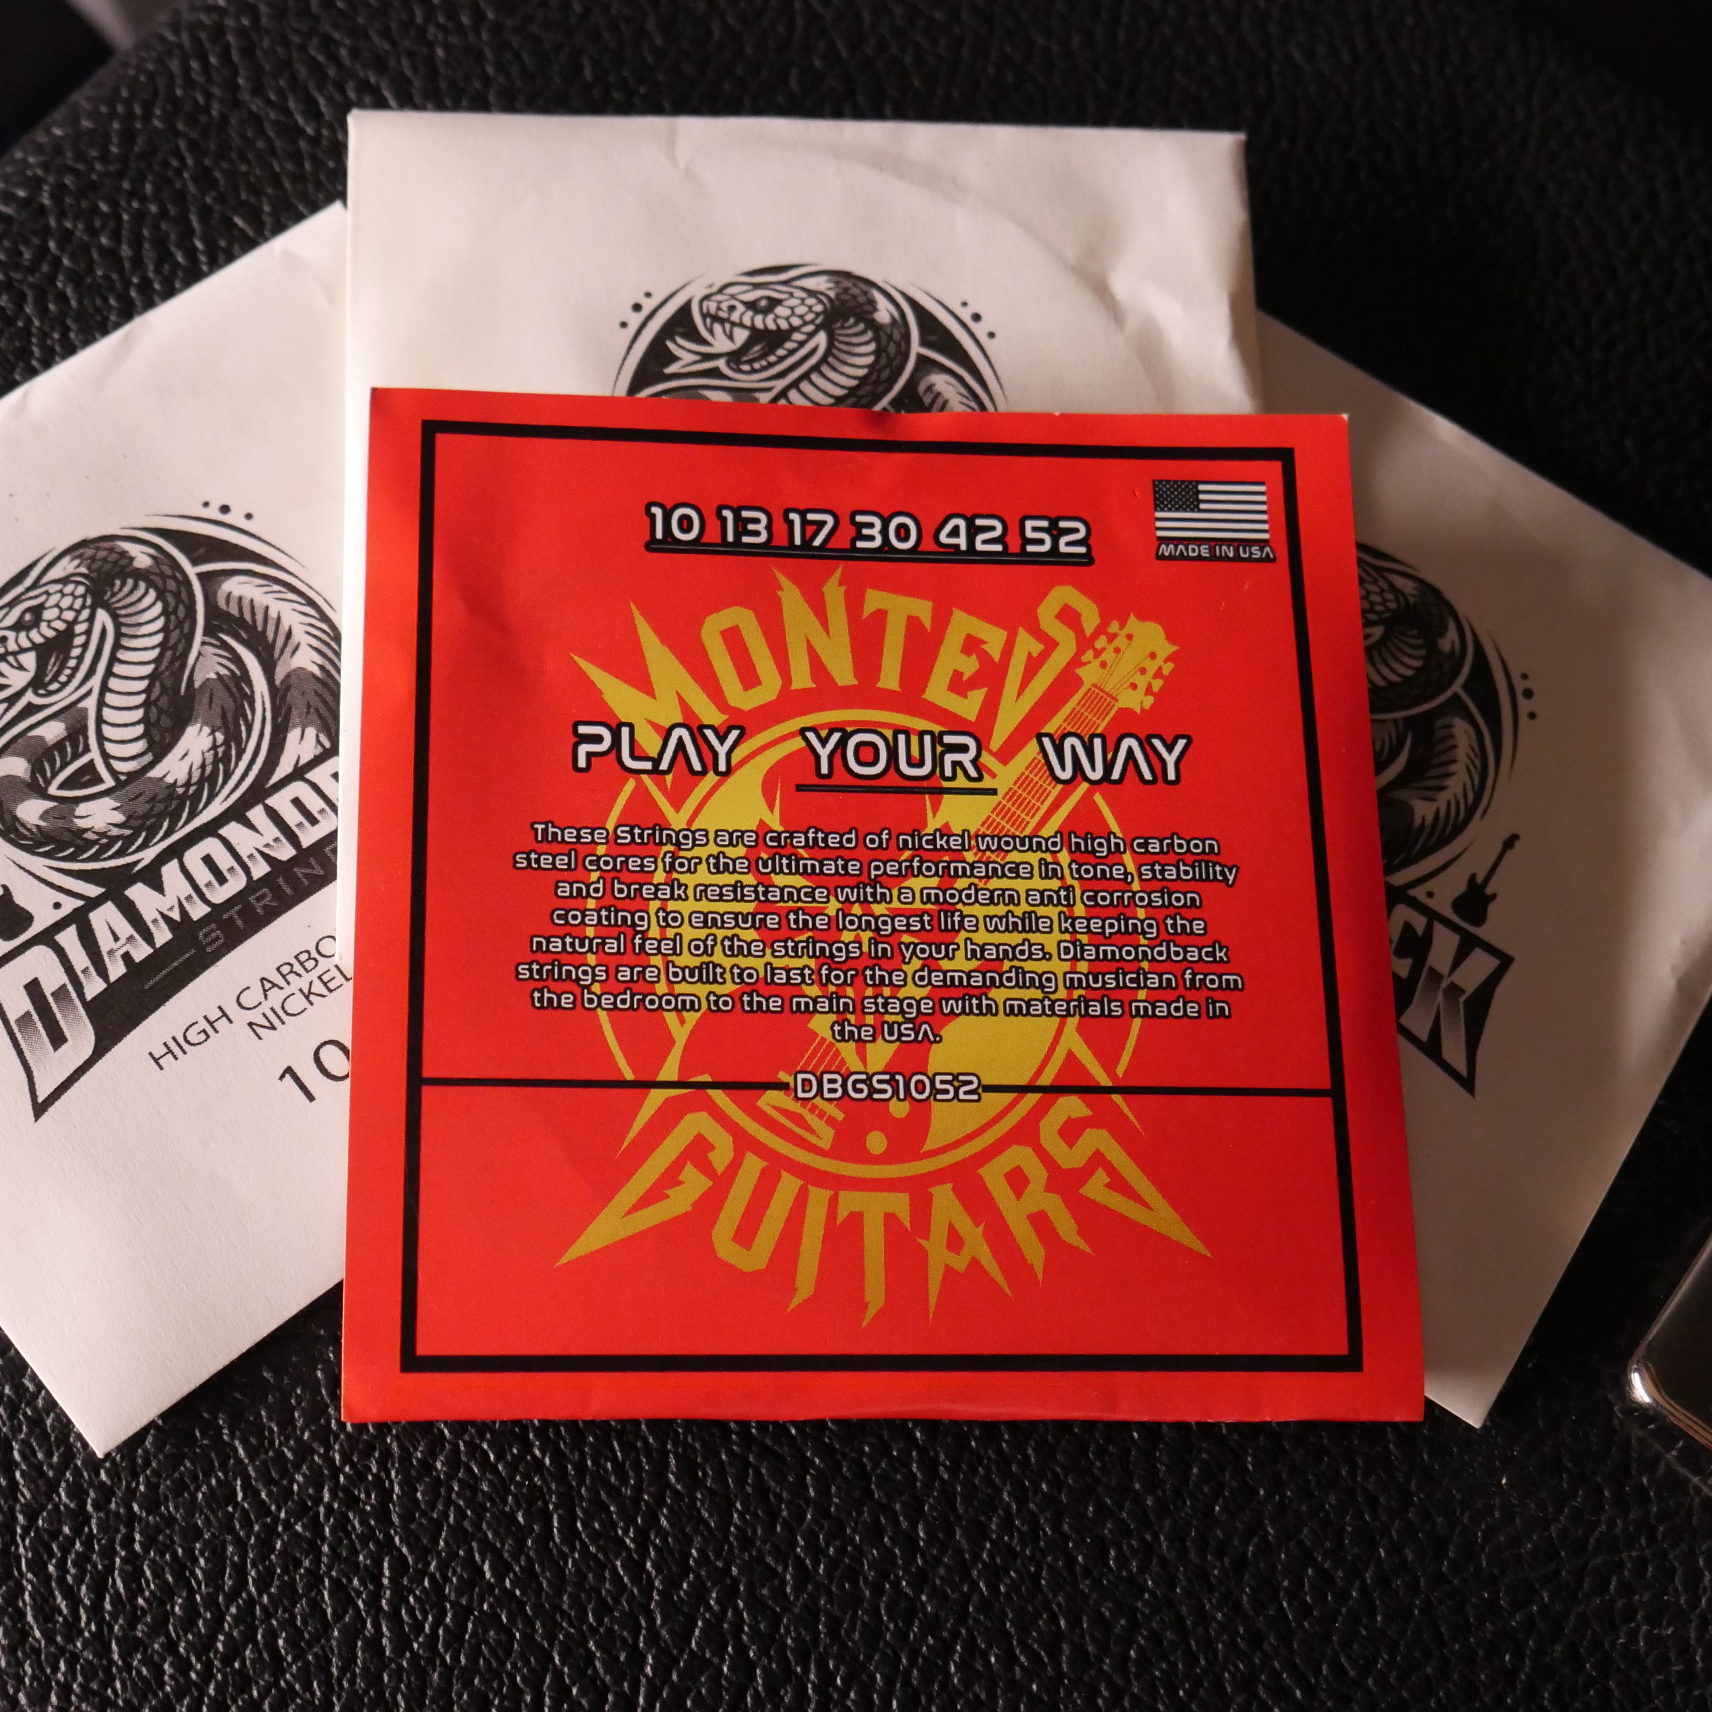 10 13 17 30 42 52
MADE IN USA
MONTES
PLAY YOUR WAY
These Strings are crafted of nickel wound high carbon
steel cores for the ultimate performance in tone, stability
and break resistance with a modern anti corrosion
coating to ensure the longest life while keeping the
natural feel of the strings in your hands. Diamondback
strings are built to last for the demanding musician from
the bedroom to the main stage with materials made in
the USA.
DBGS1052
GUITARS
DIAMOND
STRIN
HIGH CARBO
NICKEL
10
CK